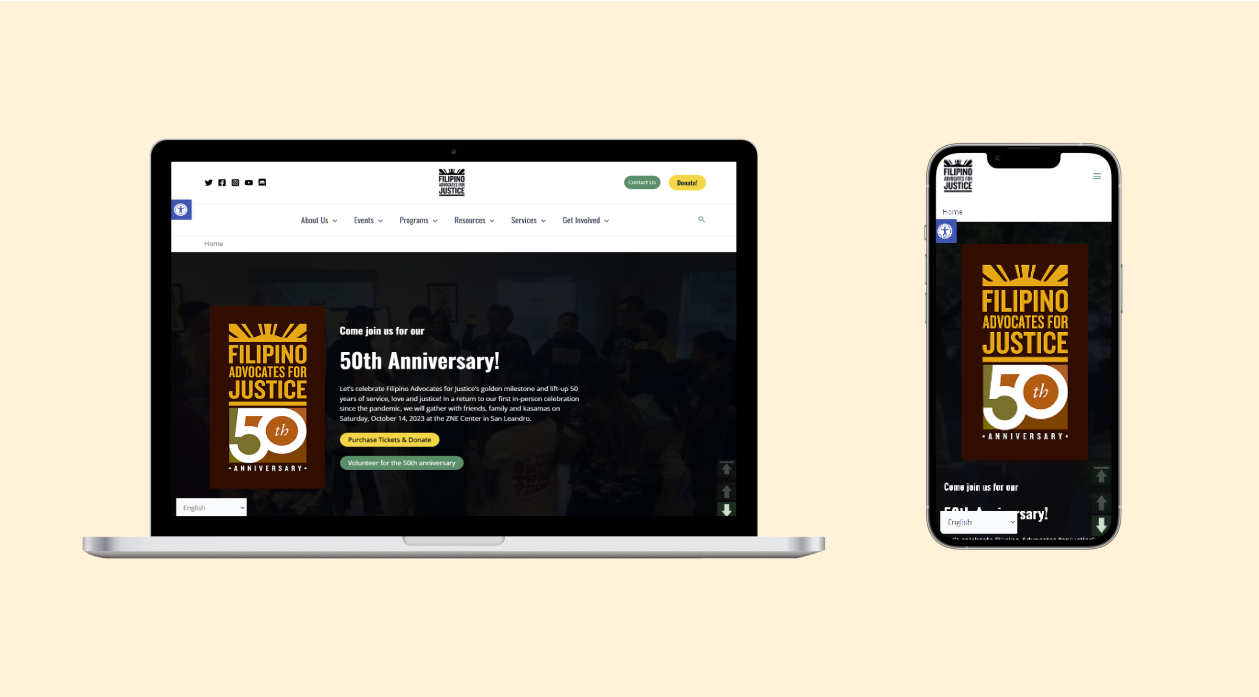 FILIPINO
ADVOCATES FOR
JUSTICE
Contact Us
Donate!
About Us
Events
Programs
Resources
Services
Get Involved
Home
FILIPINO
ADVOCATES FOR
JUSTICE
50th
•ANNIVERSARY•
Come join us for our
50th Anniversary!
Let's celebrate Filipino Advocates for Justice's golden milestone and lift-up 50
years of service, love and justice! In a return to our first in-person celebration
since the pandemic, we will gather with friends, family and kasamas on
Saturday, October 14, 2023 at the ZNE Center in San Leandro.
Purchase Tickets & Donate
Volunteer for the 50th anniversary
English
FILIPINO
ADVOCATES FOR
JUSTICE
Home
FILIPINO
ADVOCATES FOR
JUSTICE
50th
•ANNIVERSARY•
Come join us for our
50th Anniversary!
English